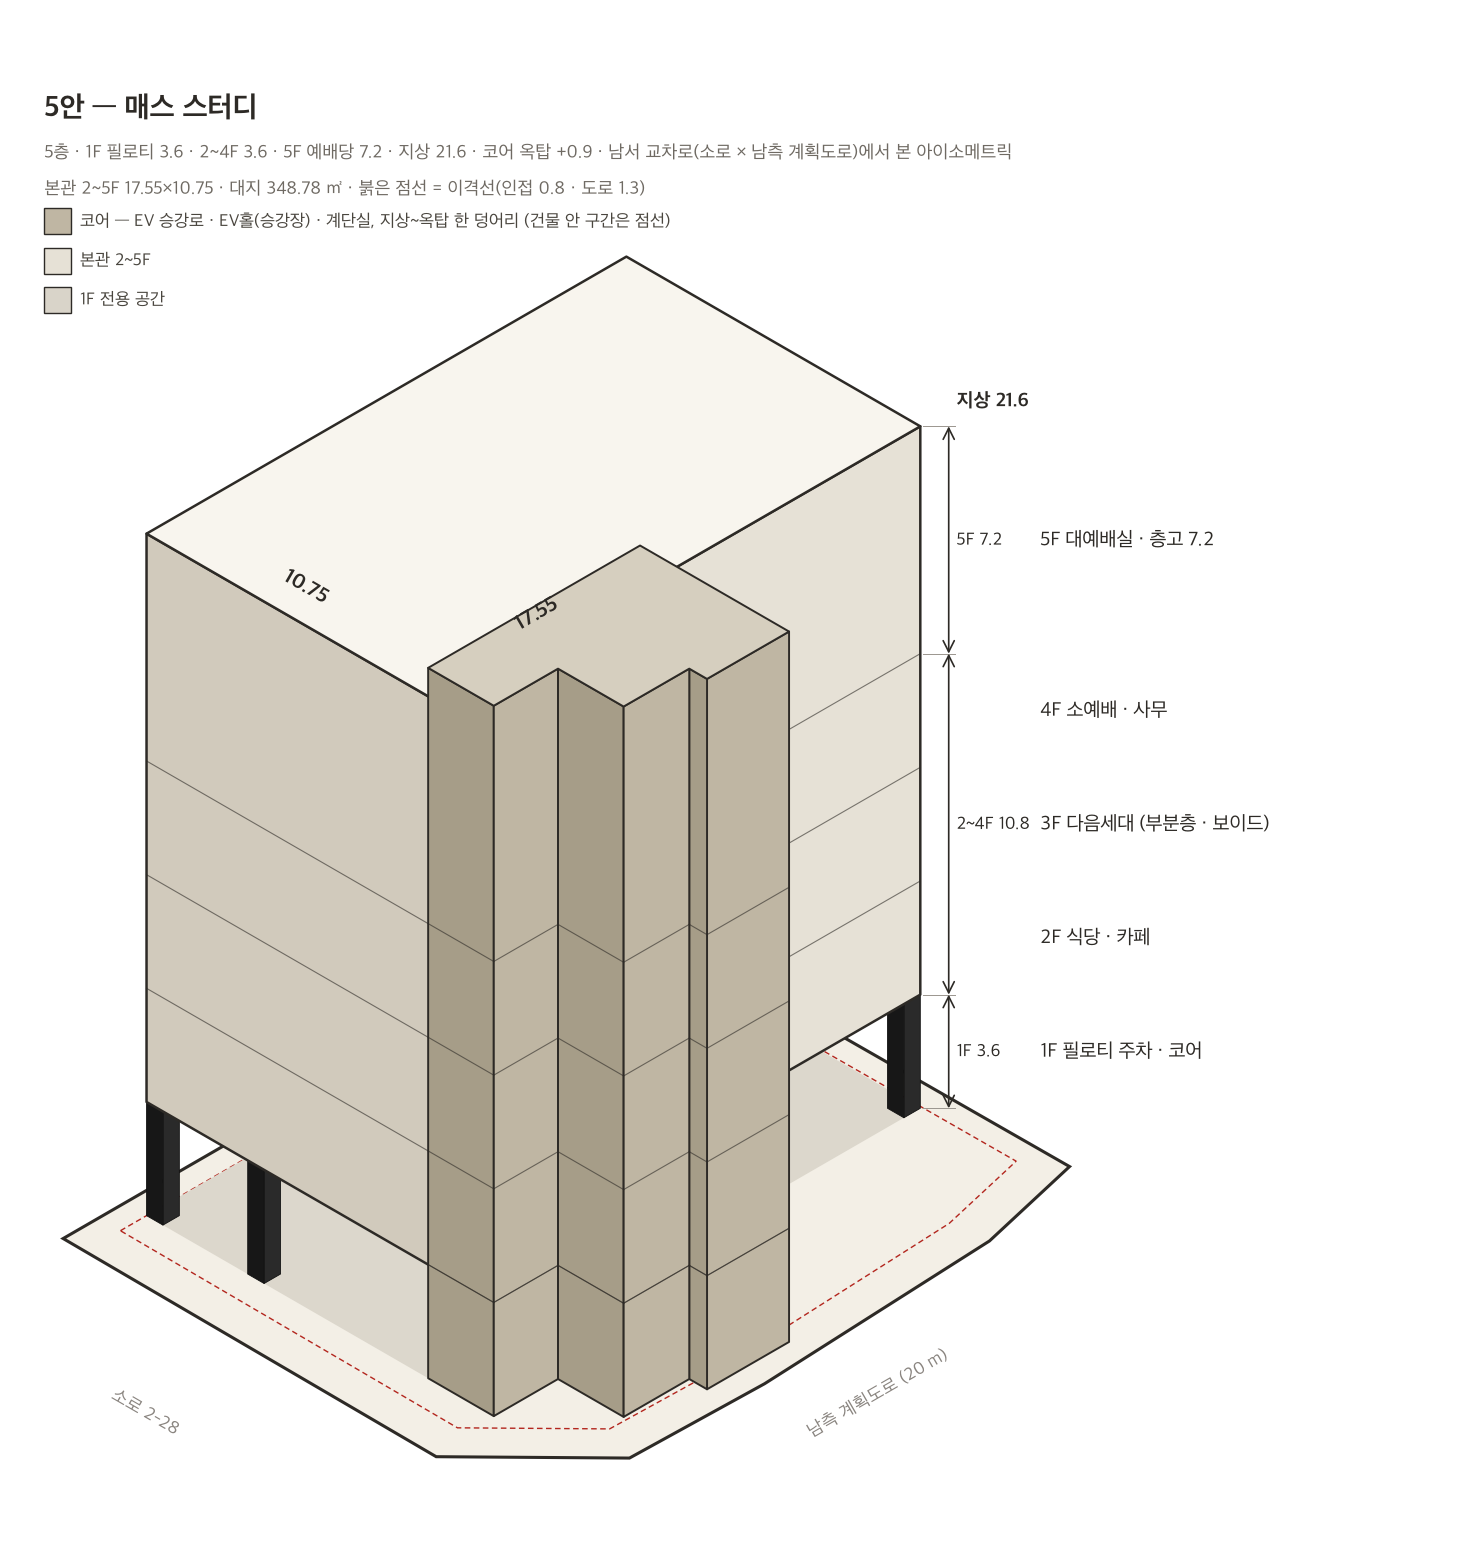 5안 — 매스 스터디
5층 · 1F 필로티 3.6 · 2~4F 3.6 · 5F 예배당 7.2 · 지상 21.6 · 코어 옥탑 +0.9 · 남서 교차로(소로 × 남측 계획도로)에서 본 아이소메트릭
본관 2~5F 17.55×10.75 · 대지 348.78 ㎡ · 붉은 점선 = 이격선(인접 0.8 · 도로 1.3)
코어 — EV 승강로 · EV홀(승강장) · 계단실, 지상~옥탑 한 덩어리 (건물 안 구간은 점선)
본관 2~5F
1F 전용 공간
지상 21.6
5F 7.2
5F 대예배실 · 층고 7.2
10.75
17.55
4F 소예배 · 사무
2~4F 10.8
3F 다음세대 (부분층 · 보이드)
2F 식당 · 카페
1F 3.6
1F 필로티 주차 · 코어
소로 2-28
남측 계획도로 (20 m)